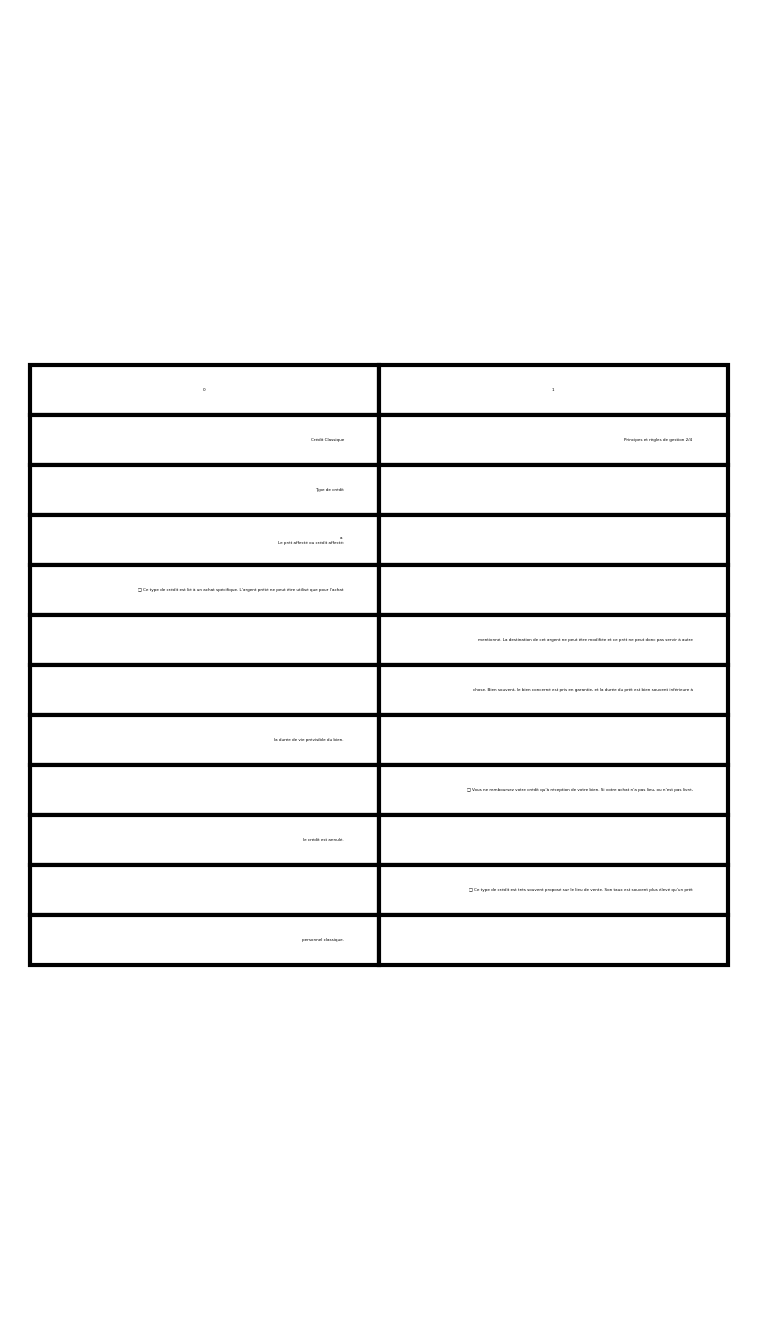 0
1
Crédit Classique
Principes et règles de gestion 2/4
Type de crédit
a.
Le prêt affecté ou crédit affecté:
❑ Ce type de crédit est lié à un achat spécifique. L'argent prêté ne peut être utilisé que pour l'achat
mentionné. La destination de cet argent ne peut être modifiée et ce prêt ne peut donc pas servir à autre
chose. Bien souvent, le bien concerné est pris en garantie, et la durée du prêt est bien souvent inférieure à
la durée de vie prévisible du bien.
❑ Vous ne remboursez votre crédit qu'à réception de votre bien. Si votre achat n'a pas lieu, ou n'est pas livré,
le crédit est annulé.
❑ Ce type de crédit est très souvent proposé sur le lieu de vente. Son taux est souvent plus élevé qu'un prêt
personnel classique.